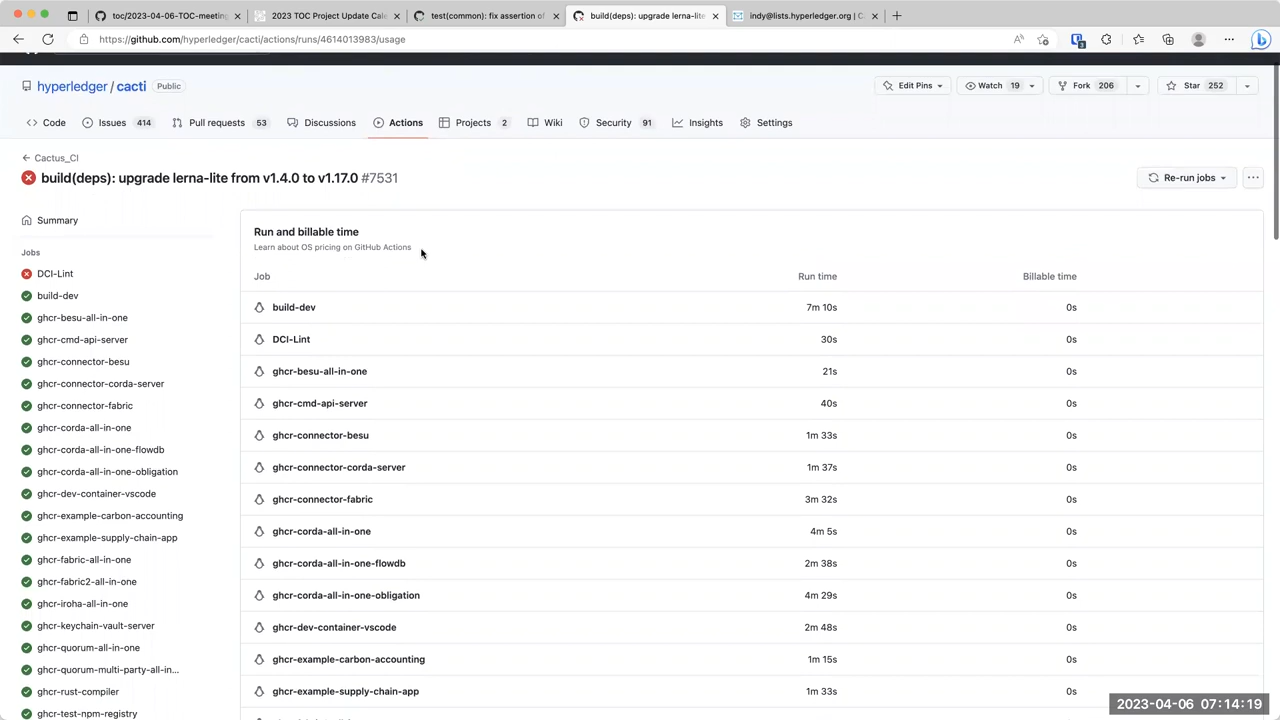 toc/2023-04-06-TOC-meeting
2023 TOC Project Update Cale
test(common): fix assertion of
build(deps): upgrade lerna-lite
indy@lists.hyperledger.org | C
https://github.com/hyperledger/cacti/actions/runs/4614013983/usage
hyperledger / cacti Public
Edit Pins Watch 19 Fork 206 Star 252
Code Issues 414 Pull requests 53 Discussions Actions Projects 2 Wiki Security 91 Insights Settings
Cactus_CI
build(deps): upgrade lerna-lite from v1.4.0 to v1.17.0 #7531
Re-run jobs
Summary
Jobs
DCI-Lint
build-dev
ghcr-besu-all-in-one
ghcr-cmd-api-server
ghcr-connector-besu
ghcr-connector-corda-server
ghcr-connector-fabric
ghcr-corda-all-in-one
ghcr-corda-all-in-one-flowdb
ghcr-corda-all-in-one-obligation
ghcr-dev-container-vscode
ghcr-example-carbon-accounting
ghcr-example-supply-chain-app
ghcr-fabric-all-in-one
ghcr-fabric2-all-in-one
ghcr-iroha-all-in-one
ghcr-keychain-vault-server
ghcr-quorum-all-in-one
ghcr-quorum-multi-party-all-in...
ghcr-rust-compiler
ghcr-test-npm-registry
Run and billable time
Learn about OS pricing on GitHub Actions
Job Run time Billable time
build-dev 7m 10s 0s
DCI-Lint 30s 0s
ghcr-besu-all-in-one 21s 0s
ghcr-cmd-api-server 40s 0s
ghcr-connector-besu 1m 33s 0s
ghcr-connector-corda-server 1m 37s 0s
ghcr-connector-fabric 3m 32s 0s
ghcr-corda-all-in-one 4m 5s 0s
ghcr-corda-all-in-one-flowdb 2m 38s 0s
ghcr-corda-all-in-one-obligation 4m 29s 0s
ghcr-dev-container-vscode 2m 48s 0s
ghcr-example-carbon-accounting 1m 15s 0s
ghcr-example-supply-chain-app 1m 33s 0s
2023-04-06 07:14:19